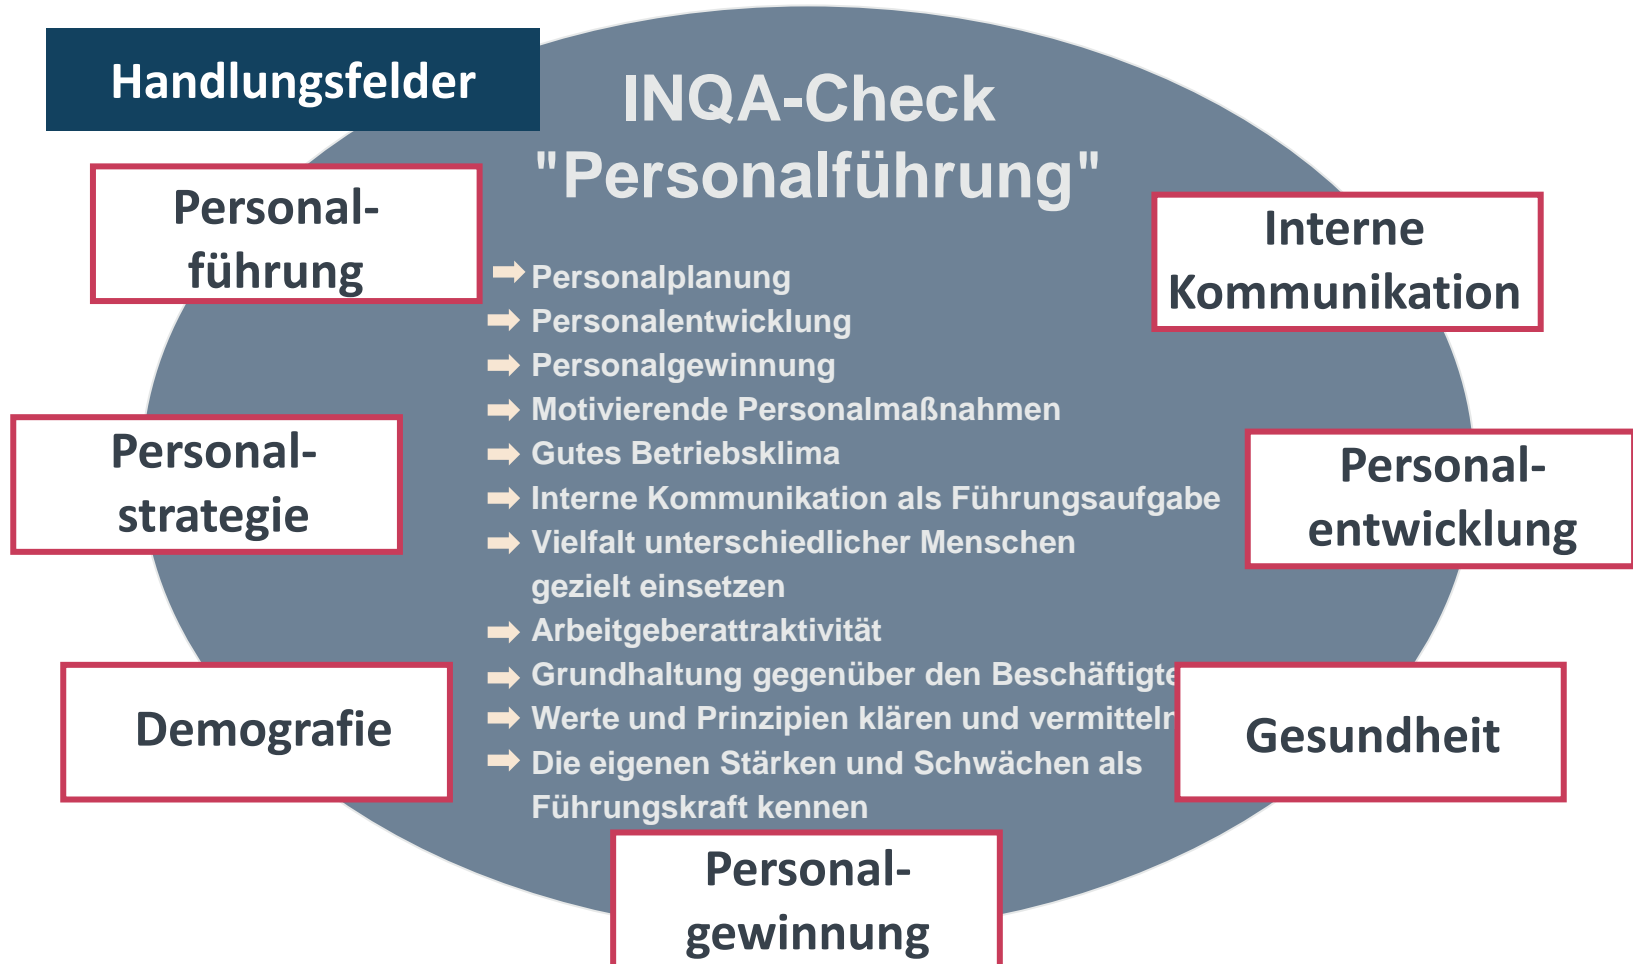 Handlungsfelder
INQA-Check
"Personalführung"
Personal-
führung
Interne
Kommunikation
Personalplanung
Personalentwicklung
Personalgewinnung
Motivierende Personalmaßnahmen
Gutes Betriebsklima
Interne Kommunikation als Führungsaufgabe
Vielfalt unterschiedlicher Menschen
gezielt einsetzen
Arbeitgeberattraktivität
Grundhaltung gegenüber den Beschäftigte
Werte und Prinzipien klären und vermitteln
Die eigenen Stärken und Schwächen als
Führungskraft kennen
Personal-
strategie
Personal-
entwicklung
Demografie
Gesundheit
Personal-
gewinnung